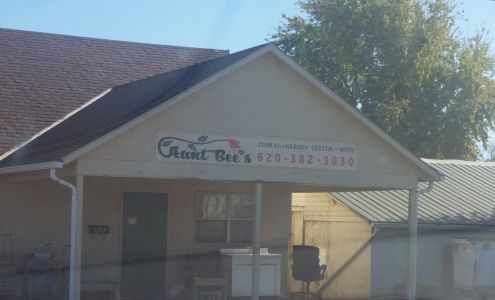 Aunt Bee's
FLORAL • GARDEN CENTER • GIFTS
620-382-3030